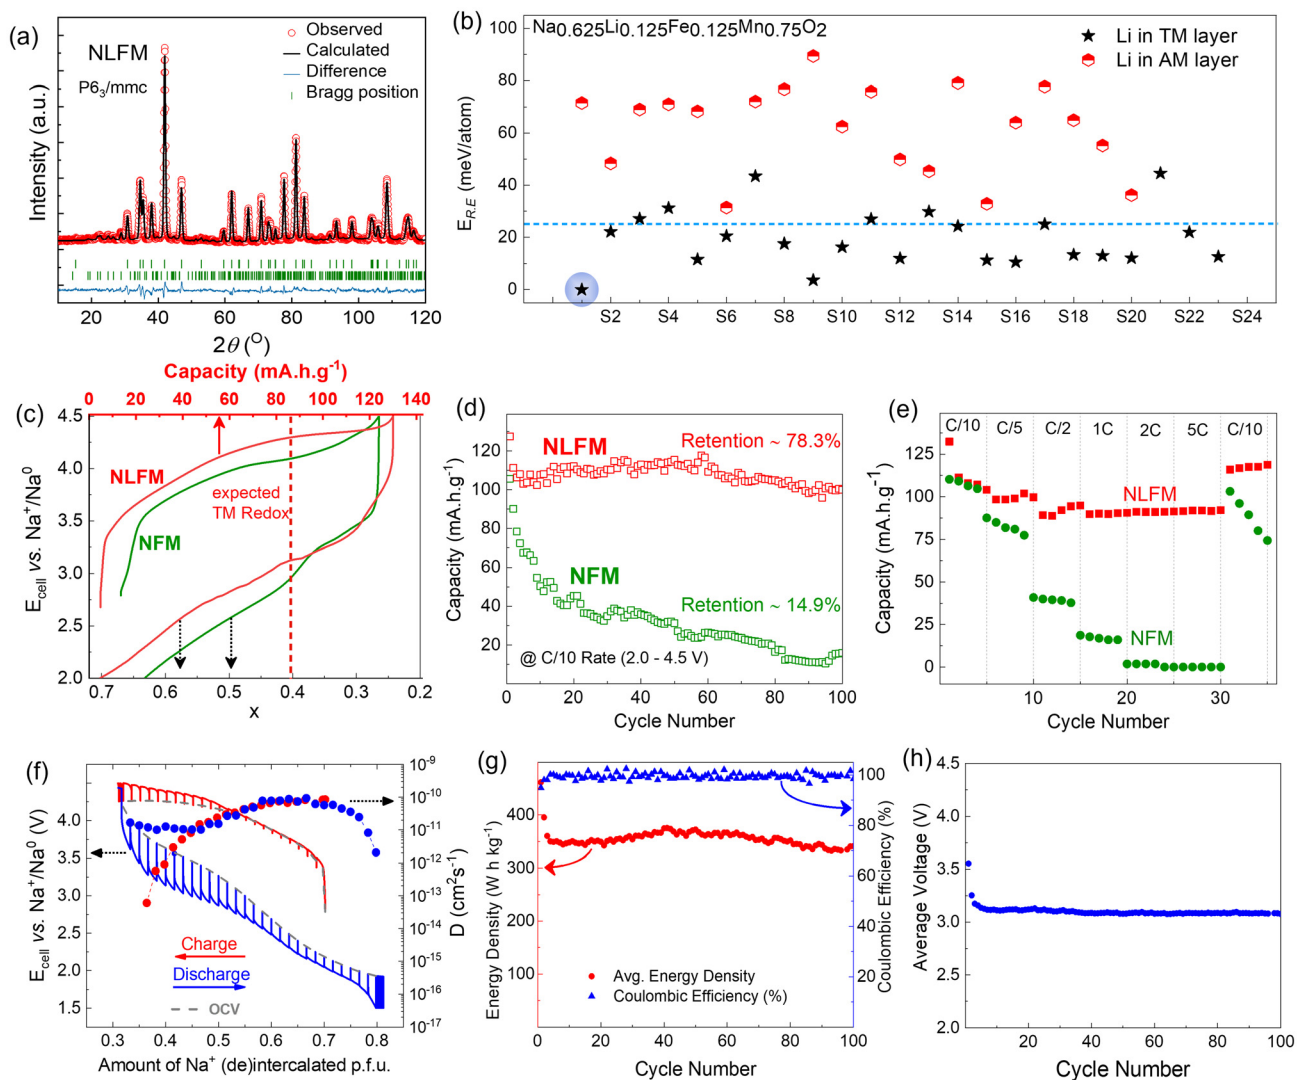 (a)
NLFM
P6₃/mmc
Observed
Calculated
Difference
Bragg position
Intensity (a.u.)
20 40 60 80 100 120
2θ (O)
(b)
Na0.625Li0.125Fe0.125Mn0.75O2
Li in TM layer
Li in AM layer
E_R.E (meV/atom)
100
80
60
40
20
0
S2 S4 S6 S8 S10 S12 S14 S16 S18 S20 S22 S24
Capacity (mA.h.g⁻¹)
0 20 40 60 80 100 120 140
(c)
E_cell vs. Na⁺/Na⁰
4.5
4.0
3.5
3.0
2.5
2.0
NLFM
NFM
expected
TM Redox
0.7 0.6 0.5 0.4 0.3 0.2
x
(d)
Capacity (mA.h.g⁻¹)
120
100
80
60
40
20
NLFM
Retention ~ 78.3%
NFM
Retention ~ 14.9%
@ C/10 Rate (2.0 - 4.5 V)
0 20 40 60 80 100
Cycle Number
(e)
Capacity (mA.h.g⁻¹)
125
100
75
50
25
0
C/10 C/5 C/2 1C 2C 5C C/10
NLFM
NFM
0 10 20 30
Cycle Number
(f)
E_cell vs. Na⁺/Na⁰ (V)
4.0
3.5
3.0
2.5
2.0
1.5
Charge
Discharge
OCV
10⁻⁹
10⁻¹⁰
10⁻¹¹
10⁻¹²
10⁻¹³
10⁻¹⁴
10⁻¹⁵
10⁻¹⁶
10⁻¹⁷
D (cm²s⁻¹)
0.3 0.4 0.5 0.6 0.7 0.8
Amount of Na⁺ (de)intercalated p.f.u.
(g)
Energy Density (W h kg⁻¹)
400
300
200
100
Avg. Energy Density
Coulombic Efficiency (%)
100
80
60
40
20
Coulombic Efficiency (%)
0 20 40 60 80 100
Cycle Number
(h)
Average Voltage (V)
4.5
4.0
3.5
3.0
2.5
2.0
0 20 40 60 80 100
Cycle Number